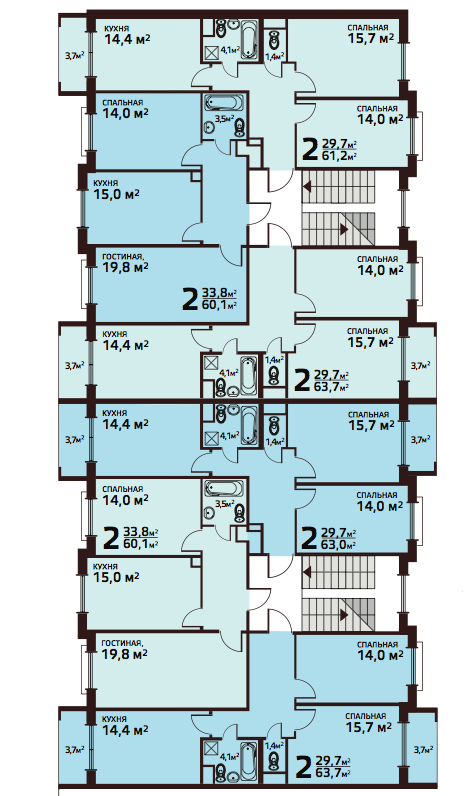 КУХНЯ
14,4 м²
3,7м²
4,1м²
1,4м²
СПАЛЬНАЯ
15,7 м²
СПАЛЬНАЯ
14,0 м²
3,5м²
СПАЛЬНАЯ
14,0 м²
2 29,7м²
61,2м²
КУХНЯ
15,0 м²
ГОСТИНАЯ,
19,8 м²
2 33,8м²
60,1м²
СПАЛЬНАЯ
14,0 м²
КУХНЯ
14,4 м²
3,7м²
4,1м²
1,4м²
СПАЛЬНАЯ
15,7 м²
3,7м²
2 29,7м²
63,7м²
КУХНЯ
14,4 м²
3,7м²
4,1м²
1,4м²
СПАЛЬНАЯ
15,7 м²
3,7м²
СПАЛЬНАЯ
14,0 м²
3,5м²
СПАЛЬНАЯ
14,0 м²
2 33,8м²
60,1м²
2 29,7м²
63,0м²
КУХНЯ
15,0 м²
ГОСТИНАЯ,
19,8 м²
СПАЛЬНАЯ
14,0 м²
КУХНЯ
14,4 м²
3,7м²
4,1м²
1,4м²
СПАЛЬНАЯ
15,7 м²
3,7м²
2 29,7м²
63,7м²